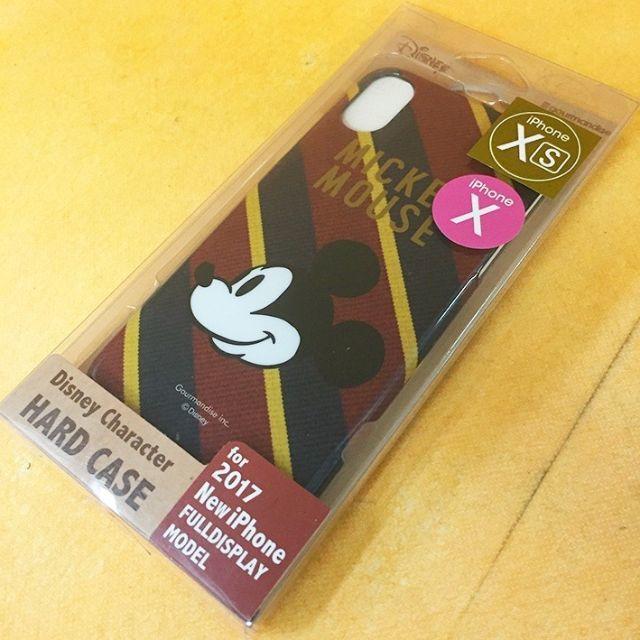 Disney
gourmandise
iPhone
XS
iPhone
X
MICKEY
MOUSE
Gourmandise inc.
©Disney
Disney Character
HARD CASE
for
2017
New iPhone
FULLDISPLAY
MODEL